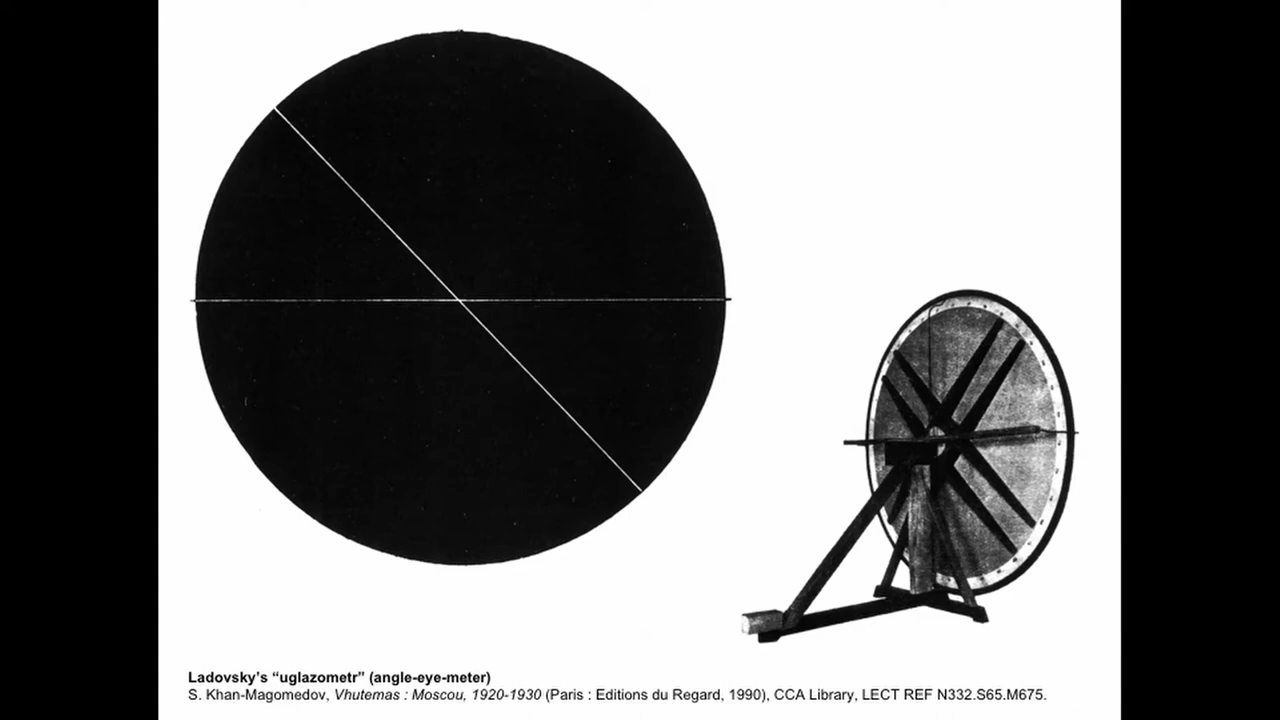 Ladovsky’s “uglazometr” (angle-eye-meter)
S. Khan-Magomedov, Vhutemas : Moscou, 1920-1930 (Paris : Editions du Regard, 1990), CCA Library, LECT REF N332.S65.M675.